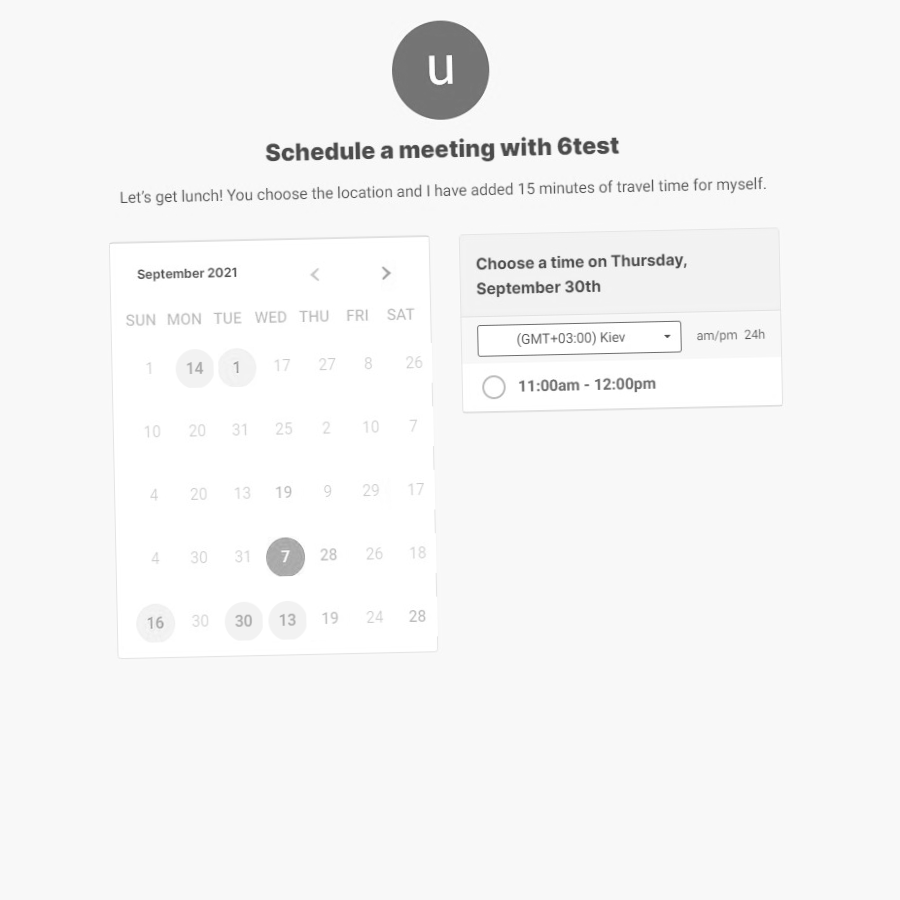 u
Schedule a meeting with 6test
Let's get lunch! You choose the location and I have added 15 minutes of travel time for myself.
September 2021
SUN MON TUE WED THU FRI SAT
1 14 1 17 27 8 26
10 20 31 25 2 10 7
4 20 13 19 9 29 17
4 30 31 7 28 26 18
16 30 30 13 19 24 28
Choose a time on Thursday,
September 30th
(GMT+03:00) Kiev am/pm 24h
11:00am - 12:00pm